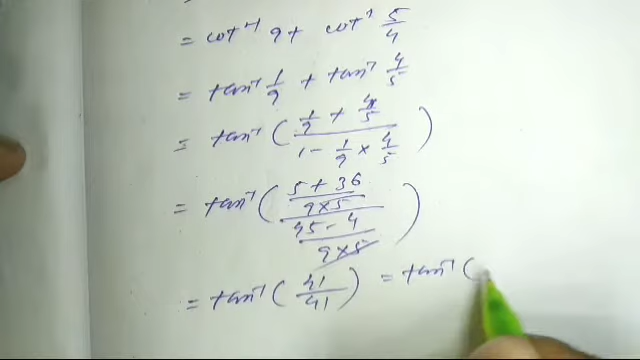 = cot⁻¹ 9 + cot⁻¹ 5/4
= tan⁻¹ 1/9 + tan⁻¹ 4/5
= tan⁻¹ ( (1/9 + 4/5) / (1 - 1/9 × 4/5) )
= tan⁻¹ ( ((5 + 36) / (9×5)) / ((45 - 4) / (9×5)) )
= tan⁻¹ ( 41/41 ) = tan⁻¹ (